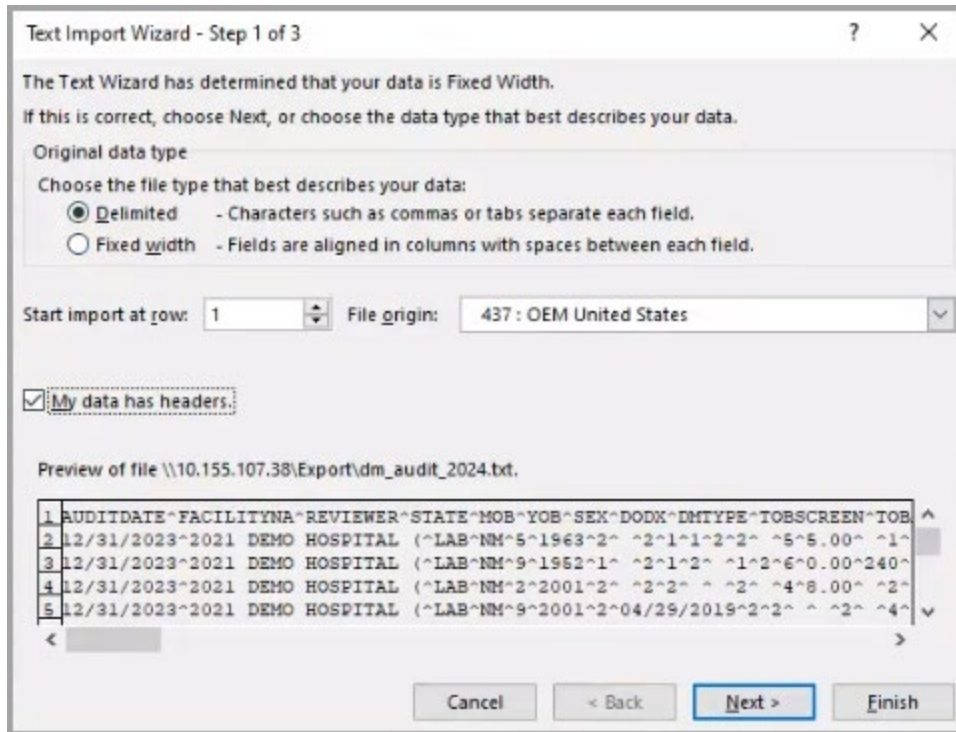 Text Import Wizard - Step 1 of 3 ? ×
The Text Wizard has determined that your data is Fixed Width.
If this is correct, choose Next, or choose the data type that best describes your data.
Original data type
Choose the file type that best describes your data:
Delimited - Characters such as commas or tabs separate each field.
Fixed width - Fields are aligned in columns with spaces between each field.
Start import at row: 1 File origin: 437 : OEM United States
My data has headers.
Preview of file \\10.155.107.38\Export\dm_audit_2024.txt.
1 AUDITDATE^FACILITYNA^REVIEWER^STATE^MOB^YOB^SEX^DODX^DMTYPE^TOBSCREEN^TOB
2 12/31/2023^2021 DEMO HOSPITAL (^LAB^NM^5^1963^2^ ^2^1^1^2^2^ ^5^5.00^ ^1^
3 12/31/2023^2021 DEMO HOSPITAL (^LAB^NM^9^1952^1^ ^2^1^2^ ^1^2^6^0.00^240^
4 12/31/2023^2021 DEMO HOSPITAL (^LAB^NM^2^2001^2^ ^2^2^ ^ ^2^ ^4^8.00^ ^2^
5 12/31/2023^2021 DEMO HOSPITAL (^LAB^NM^9^2001^2^04/29/2019^2^2^ ^ ^2^ ^4^
Cancel < Back Next > Finish